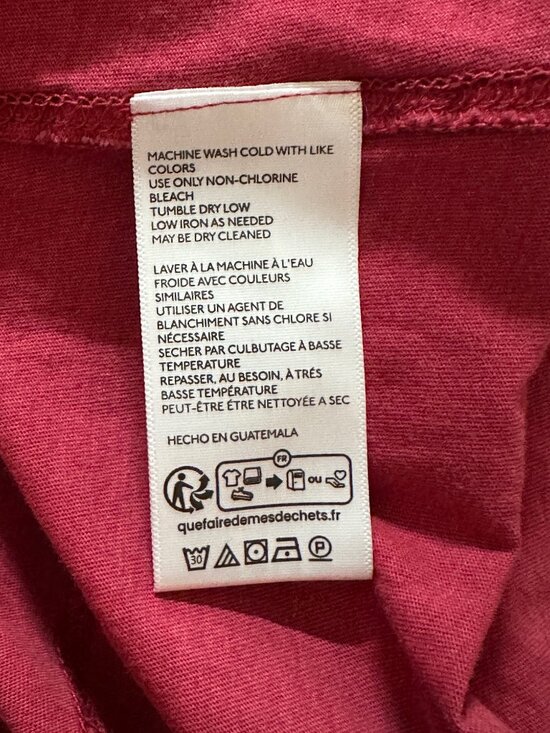 MACHINE WASH COLD WITH LIKE
COLORS
USE ONLY NON-CHLORINE
BLEACH
TUMBLE DRY LOW
LOW IRON AS NEEDED
MAY BE DRY CLEANED
LAVER À LA MACHINE À L'EAU
FROIDE AVEC COULEURS
SIMILAIRES
UTILISER UN AGENT DE
BLANCHIMENT SANS CHLORE SI
NÉCESSAIRE
SECHER PAR CULBUTAGE À BASSE
TEMPERATURE
REPASSER, AU BESOIN, À TRÉS
BASSE TEMPÉRATURE
PEUT-ÊTRE ÉTRE NETTOYÉE A SEC
HECHO EN GUATEMALA
FR
OU
quefairedemesdechets.fr
30 P